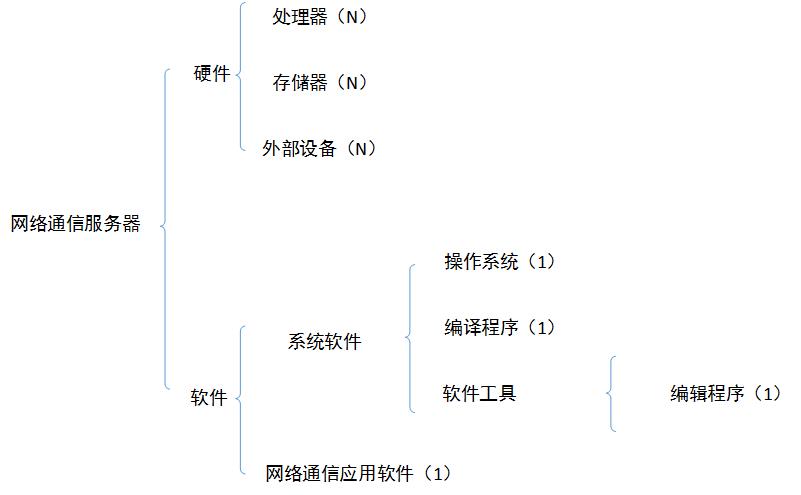 处理器（N）
硬件
存储器（N）
外部设备（N）
网络通信服务器
操作系统（1）
编译程序（1）
系统软件
软件工具
编辑程序（1）
软件
网络通信应用软件（1）